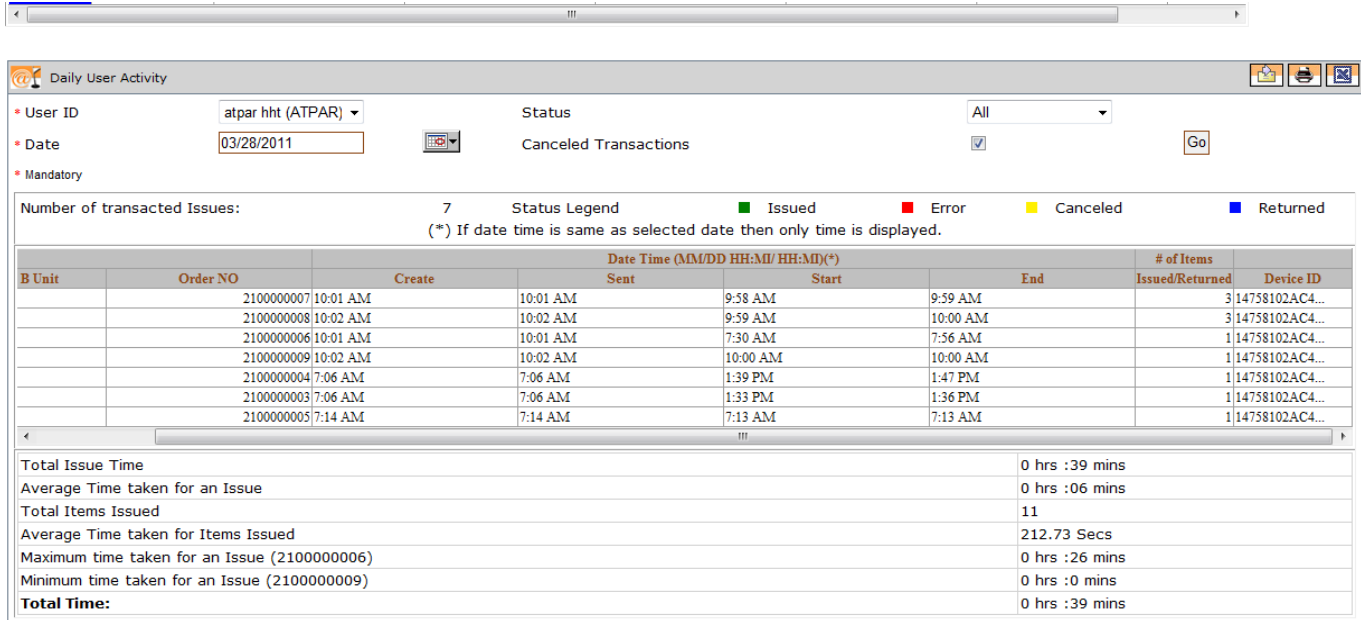 Daily User Activity
* User ID atpar hht (ATPAR) Status All
* Date 03/28/2011 Canceled Transactions Go
* Mandatory
Number of transacted Issues: 7 Status Legend Issued Error Canceled Returned
(*) If date time is same as selected date then only time is displayed.
Date Time (MM/DD HH:MI/ HH:MI)(*) # of Items
B Unit Order NO Create Sent Start End Issued/Returned Device ID
2100000007 10:01 AM 10:01 AM 9:58 AM 9:59 AM 3 14758102AC4...
2100000008 10:02 AM 10:02 AM 9:59 AM 10:00 AM 3 14758102AC4...
2100000006 10:01 AM 10:01 AM 7:30 AM 7:56 AM 1 14758102AC4...
2100000009 10:02 AM 10:02 AM 10:00 AM 10:00 AM 1 14758102AC4...
2100000004 7:06 AM 7:06 AM 1:39 PM 1:47 PM 1 14758102AC4...
2100000003 7:06 AM 7:06 AM 1:33 PM 1:36 PM 1 14758102AC4...
2100000005 7:14 AM 7:14 AM 7:13 AM 7:13 AM 1 14758102AC4...
Total Issue Time 0 hrs :39 mins
Average Time taken for an Issue 0 hrs :06 mins
Total Items Issued 11
Average Time taken for Items Issued 212.73 Secs
Maximum time taken for an Issue (2100000006) 0 hrs :26 mins
Minimum time taken for an Issue (2100000009) 0 hrs :0 mins
Total Time: 0 hrs :39 mins